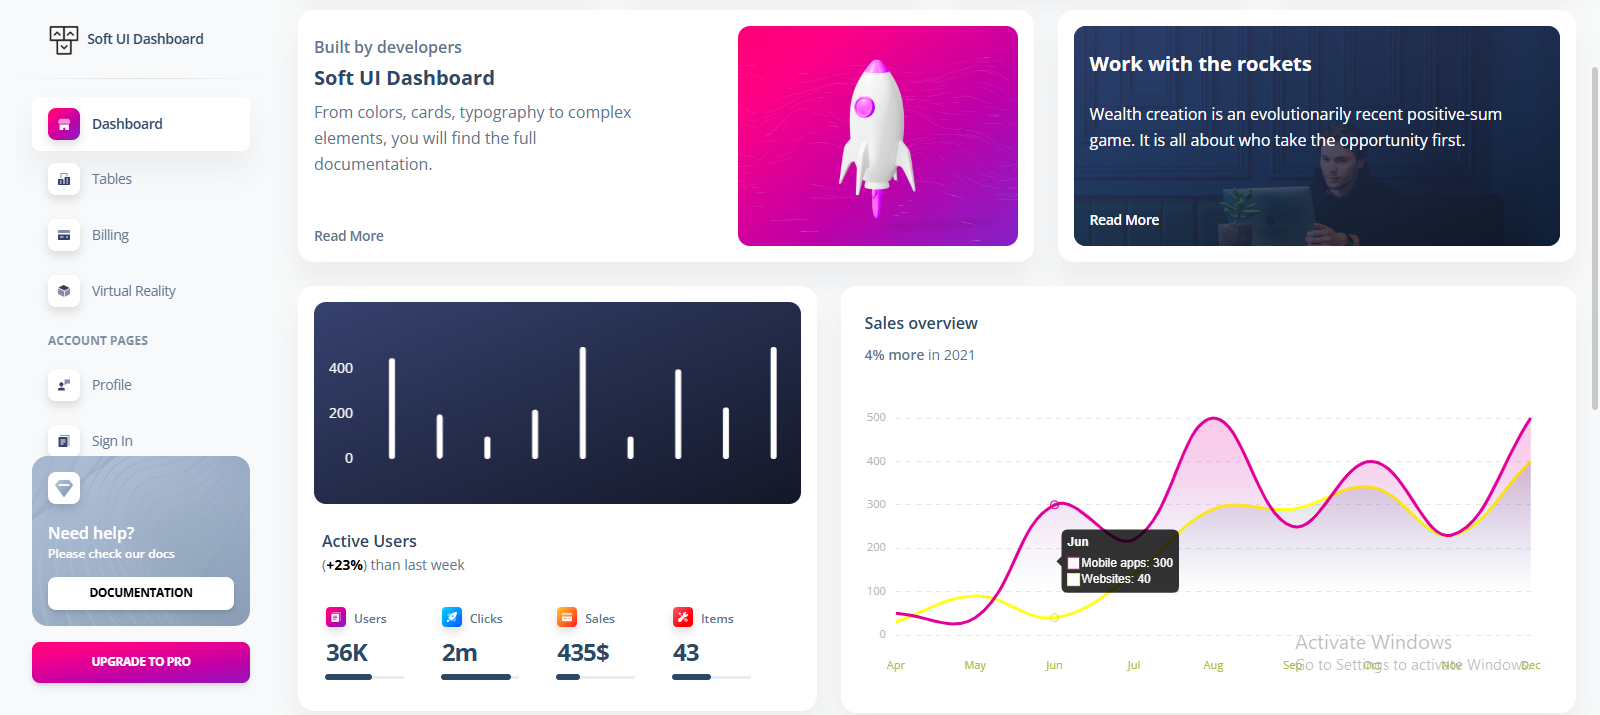 Soft UI Dashboard
Dashboard
Tables
Billing
Virtual Reality
ACCOUNT PAGES
Profile
Sign In
Need help?
Please check our docs
DOCUMENTATION
UPGRADE TO PRO
Built by developers
Soft UI Dashboard
From colors, cards, typography to complex
elements, you will find the full
documentation.
Read More
Work with the rockets
Wealth creation is an evolutionarily recent positive-sum
game. It is all about who take the opportunity first.
Read More
400
200
0
Active Users
(+23%) than last week
Users
36K
Clicks
2m
Sales
435$
Items
43
Sales overview
4% more in 2021
500
400
300
200
100
0
Jun
Mobile apps: 300
Websites: 40
Apr May Jun Jul Aug Sep Oct Nov Dec
Activate Windows
Go to Settings to activate Windows.